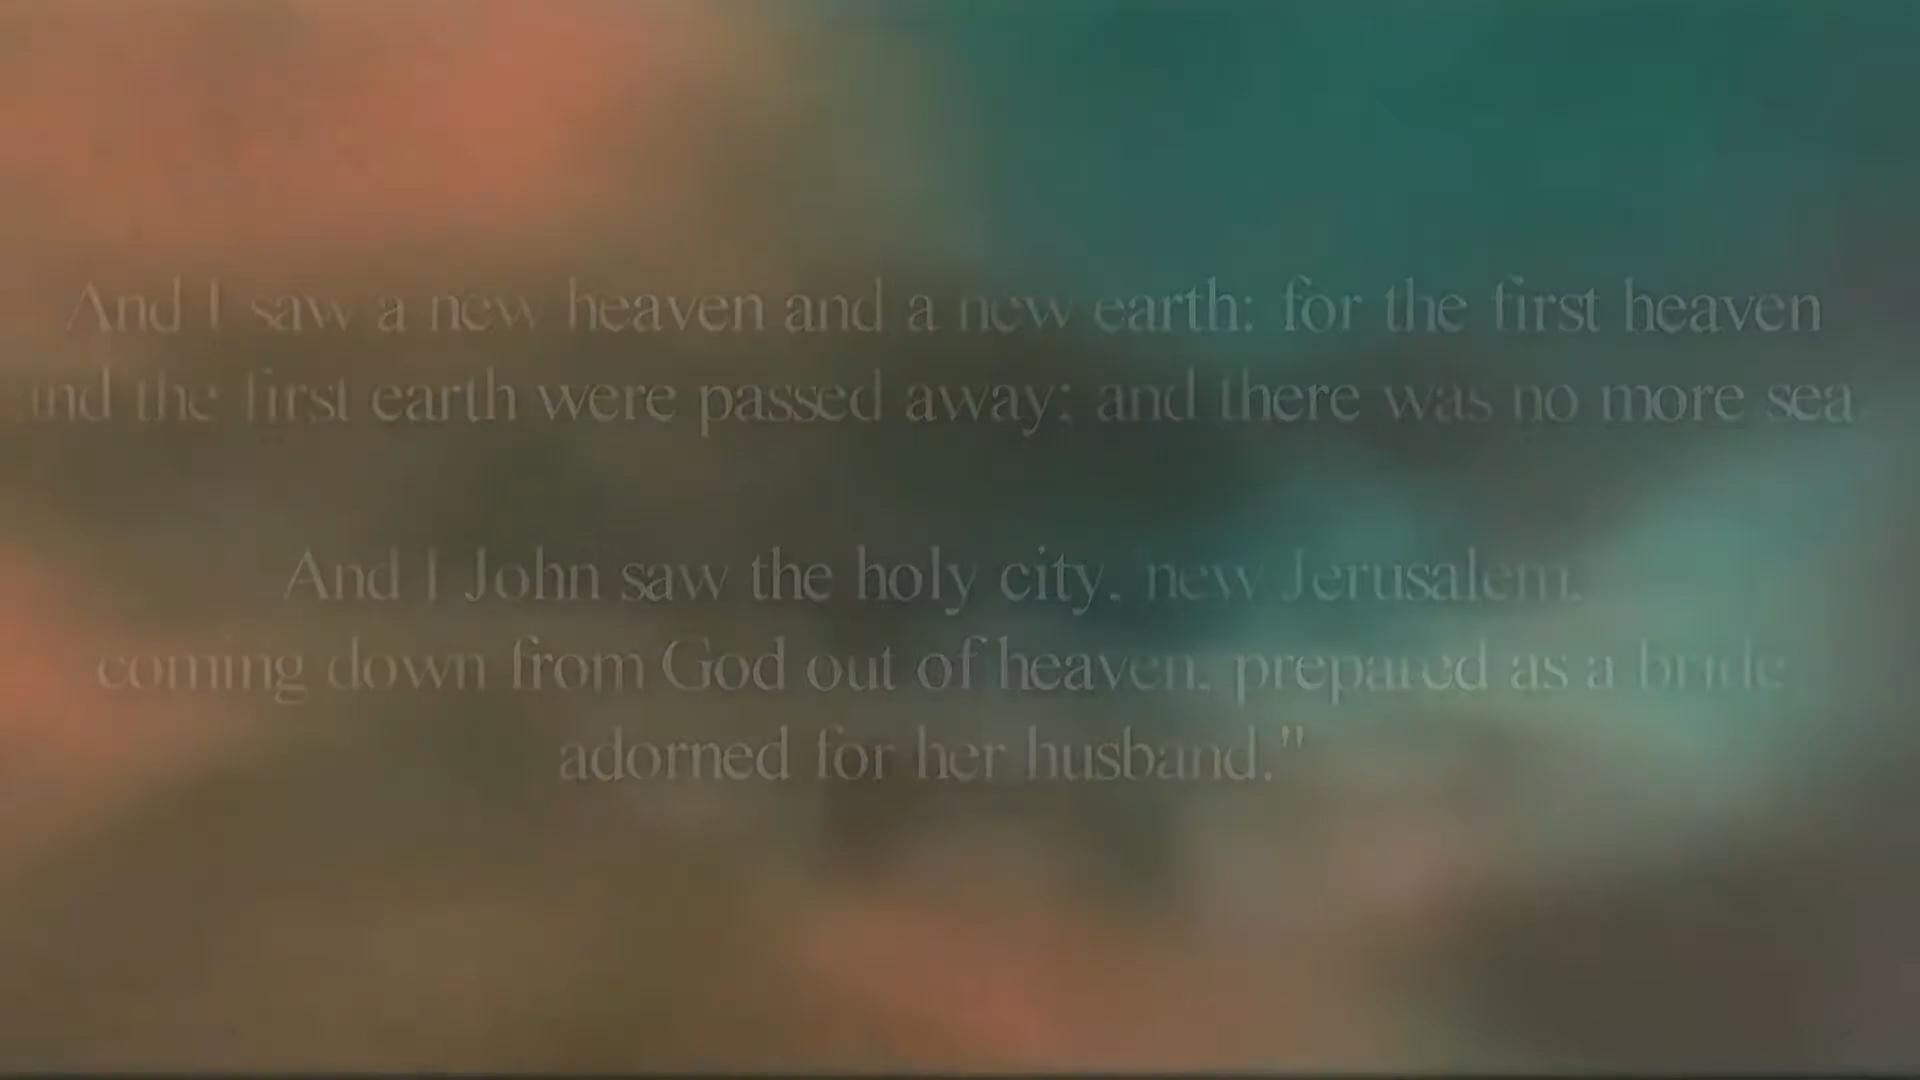 And I saw a new heaven and a new earth: for the first heaven
and the first earth were passed away; and there was no more sea
And I John saw the holy city, new Jerusalem,
coming down from God out of heaven, prepared as a bride
adorned for her husband."